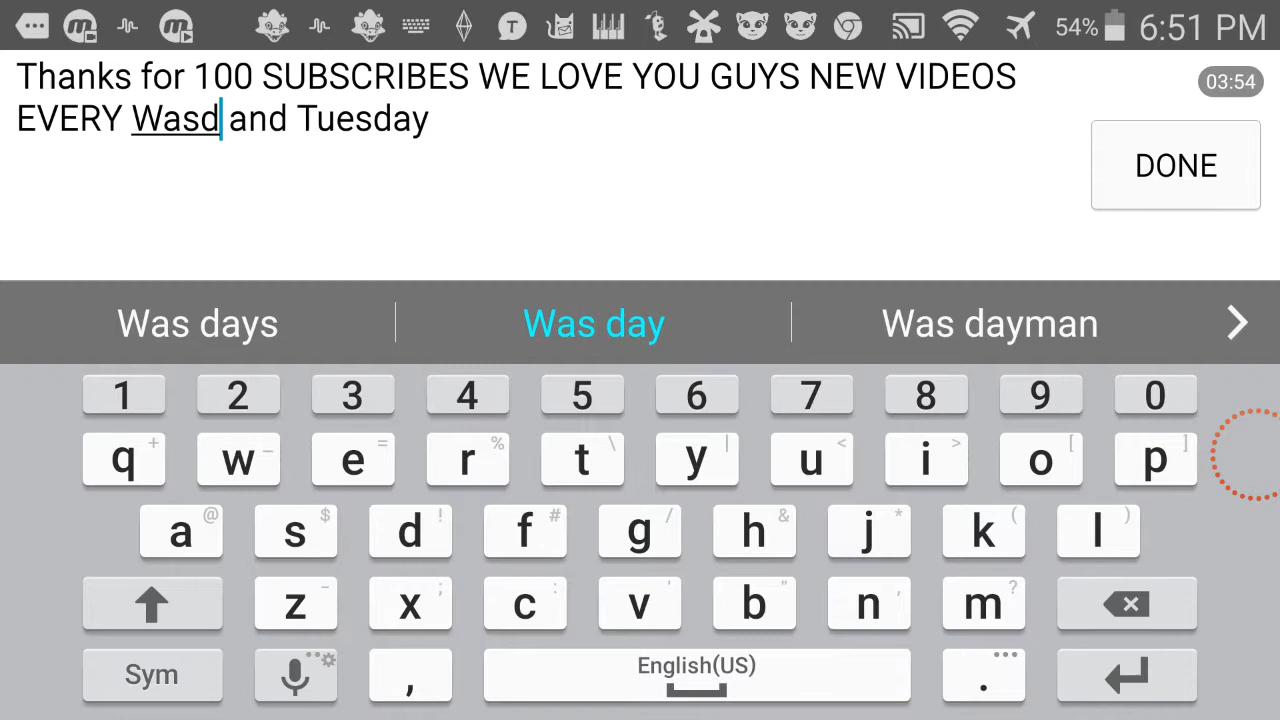 54% 6:51 PM
Thanks for 100 SUBSCRIBES WE LOVE YOU GUYS NEW VIDEOS
03:54
EVERY Wasd and Tuesday
DONE
Was days Was day Was dayman
1 2 3 4 5 6 7 8 9 0
q + w _ e = r % t \ y | u < i > o [ p ]
a @ s $ d ! f # g / h & j * k ( l )
z - x ; c : v ' b " n , m ?
Sym , English(US) .